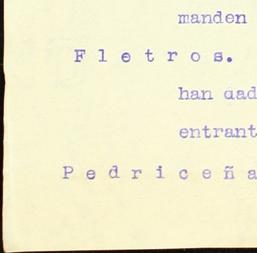 manden
F l e t r o s.
han dad
entrant
P e d r i c e ñ a